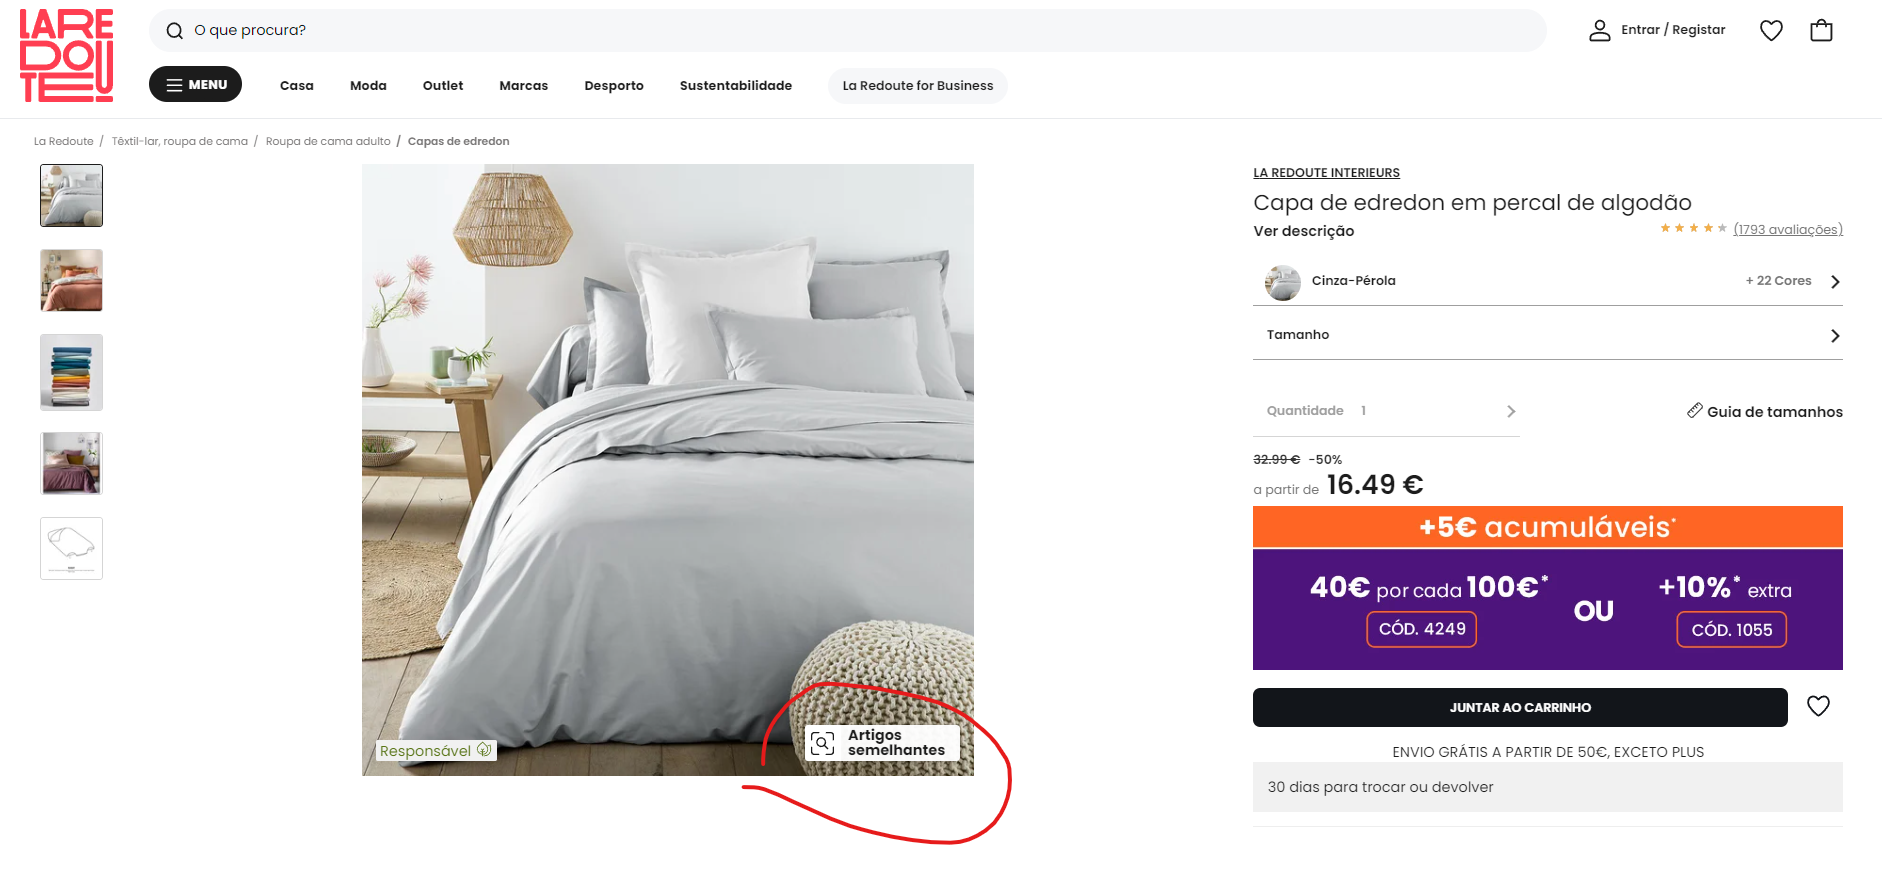 LA REDOUTE
O que procura?
Entrar / Registar
MENU
Casa
Moda
Outlet
Marcas
Desporto
Sustentabilidade
La Redoute for Business
La Redoute / Têxtil-lar, roupa de cama / Roupa de cama adulto / Capas de edredon
Responsável
Artigos
semelhantes
LA REDOUTE INTERIEURS
Capa de edredon em percal de algodão
Ver descrição
(1793 avaliações)
Cinza-Pérola
+ 22 Cores
Tamanho
Quantidade 1
Guia de tamanhos
32.99 € -50%
a partir de 16.49 €
+5€ acumuláveis*
40€ por cada 100€*
CÓD. 4249
OU
+10%* extra
CÓD. 1055
JUNTAR AO CARRINHO
ENVIO GRÁTIS A PARTIR DE 50€, EXCETO PLUS
30 dias para trocar ou devolver